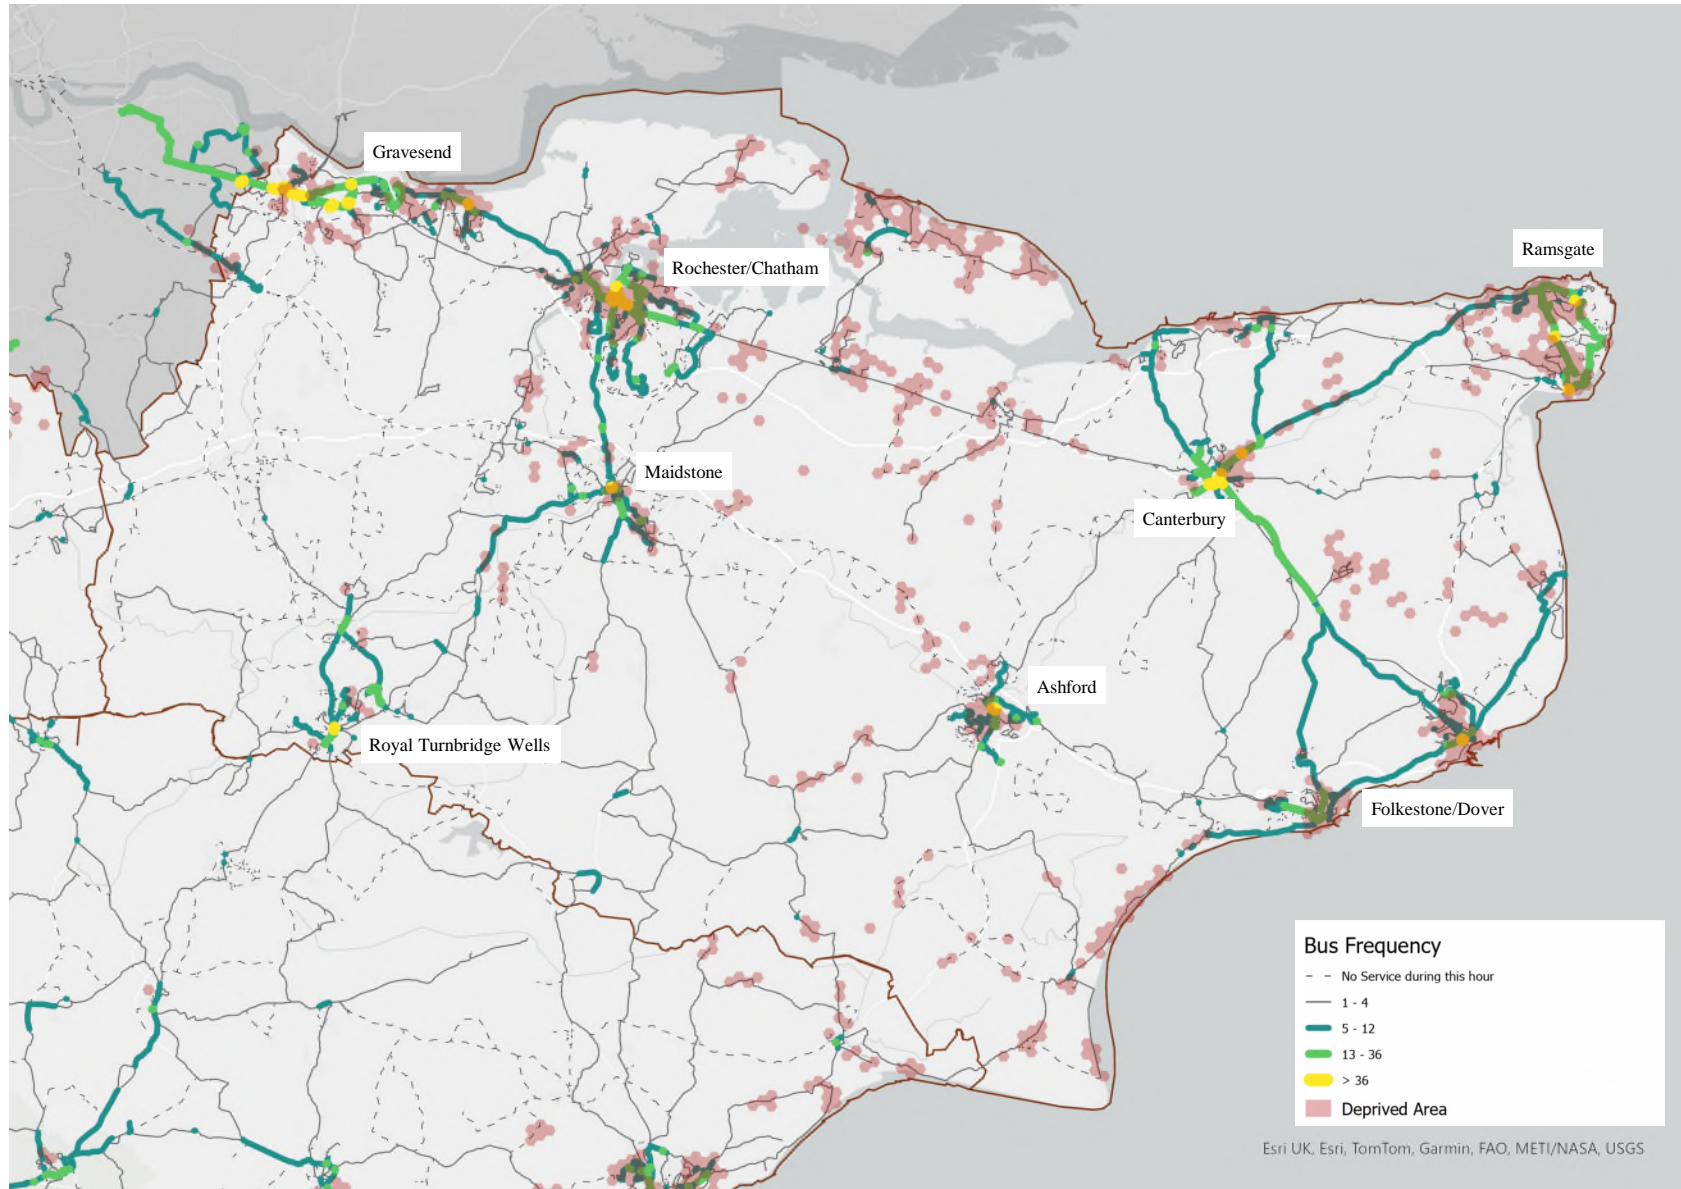 Gravesend
Ramsgate
Rochester/Chatham
Maidstone
Canterbury
Ashford
Royal Turnbridge Wells
Folkestone/Dover
Bus Frequency
No Service during this hour
1 - 4
5 - 12
13 - 36
> 36
Deprived Area
Esri UK, Esri, TomTom, Garmin, FAO, METI/NASA, USGS